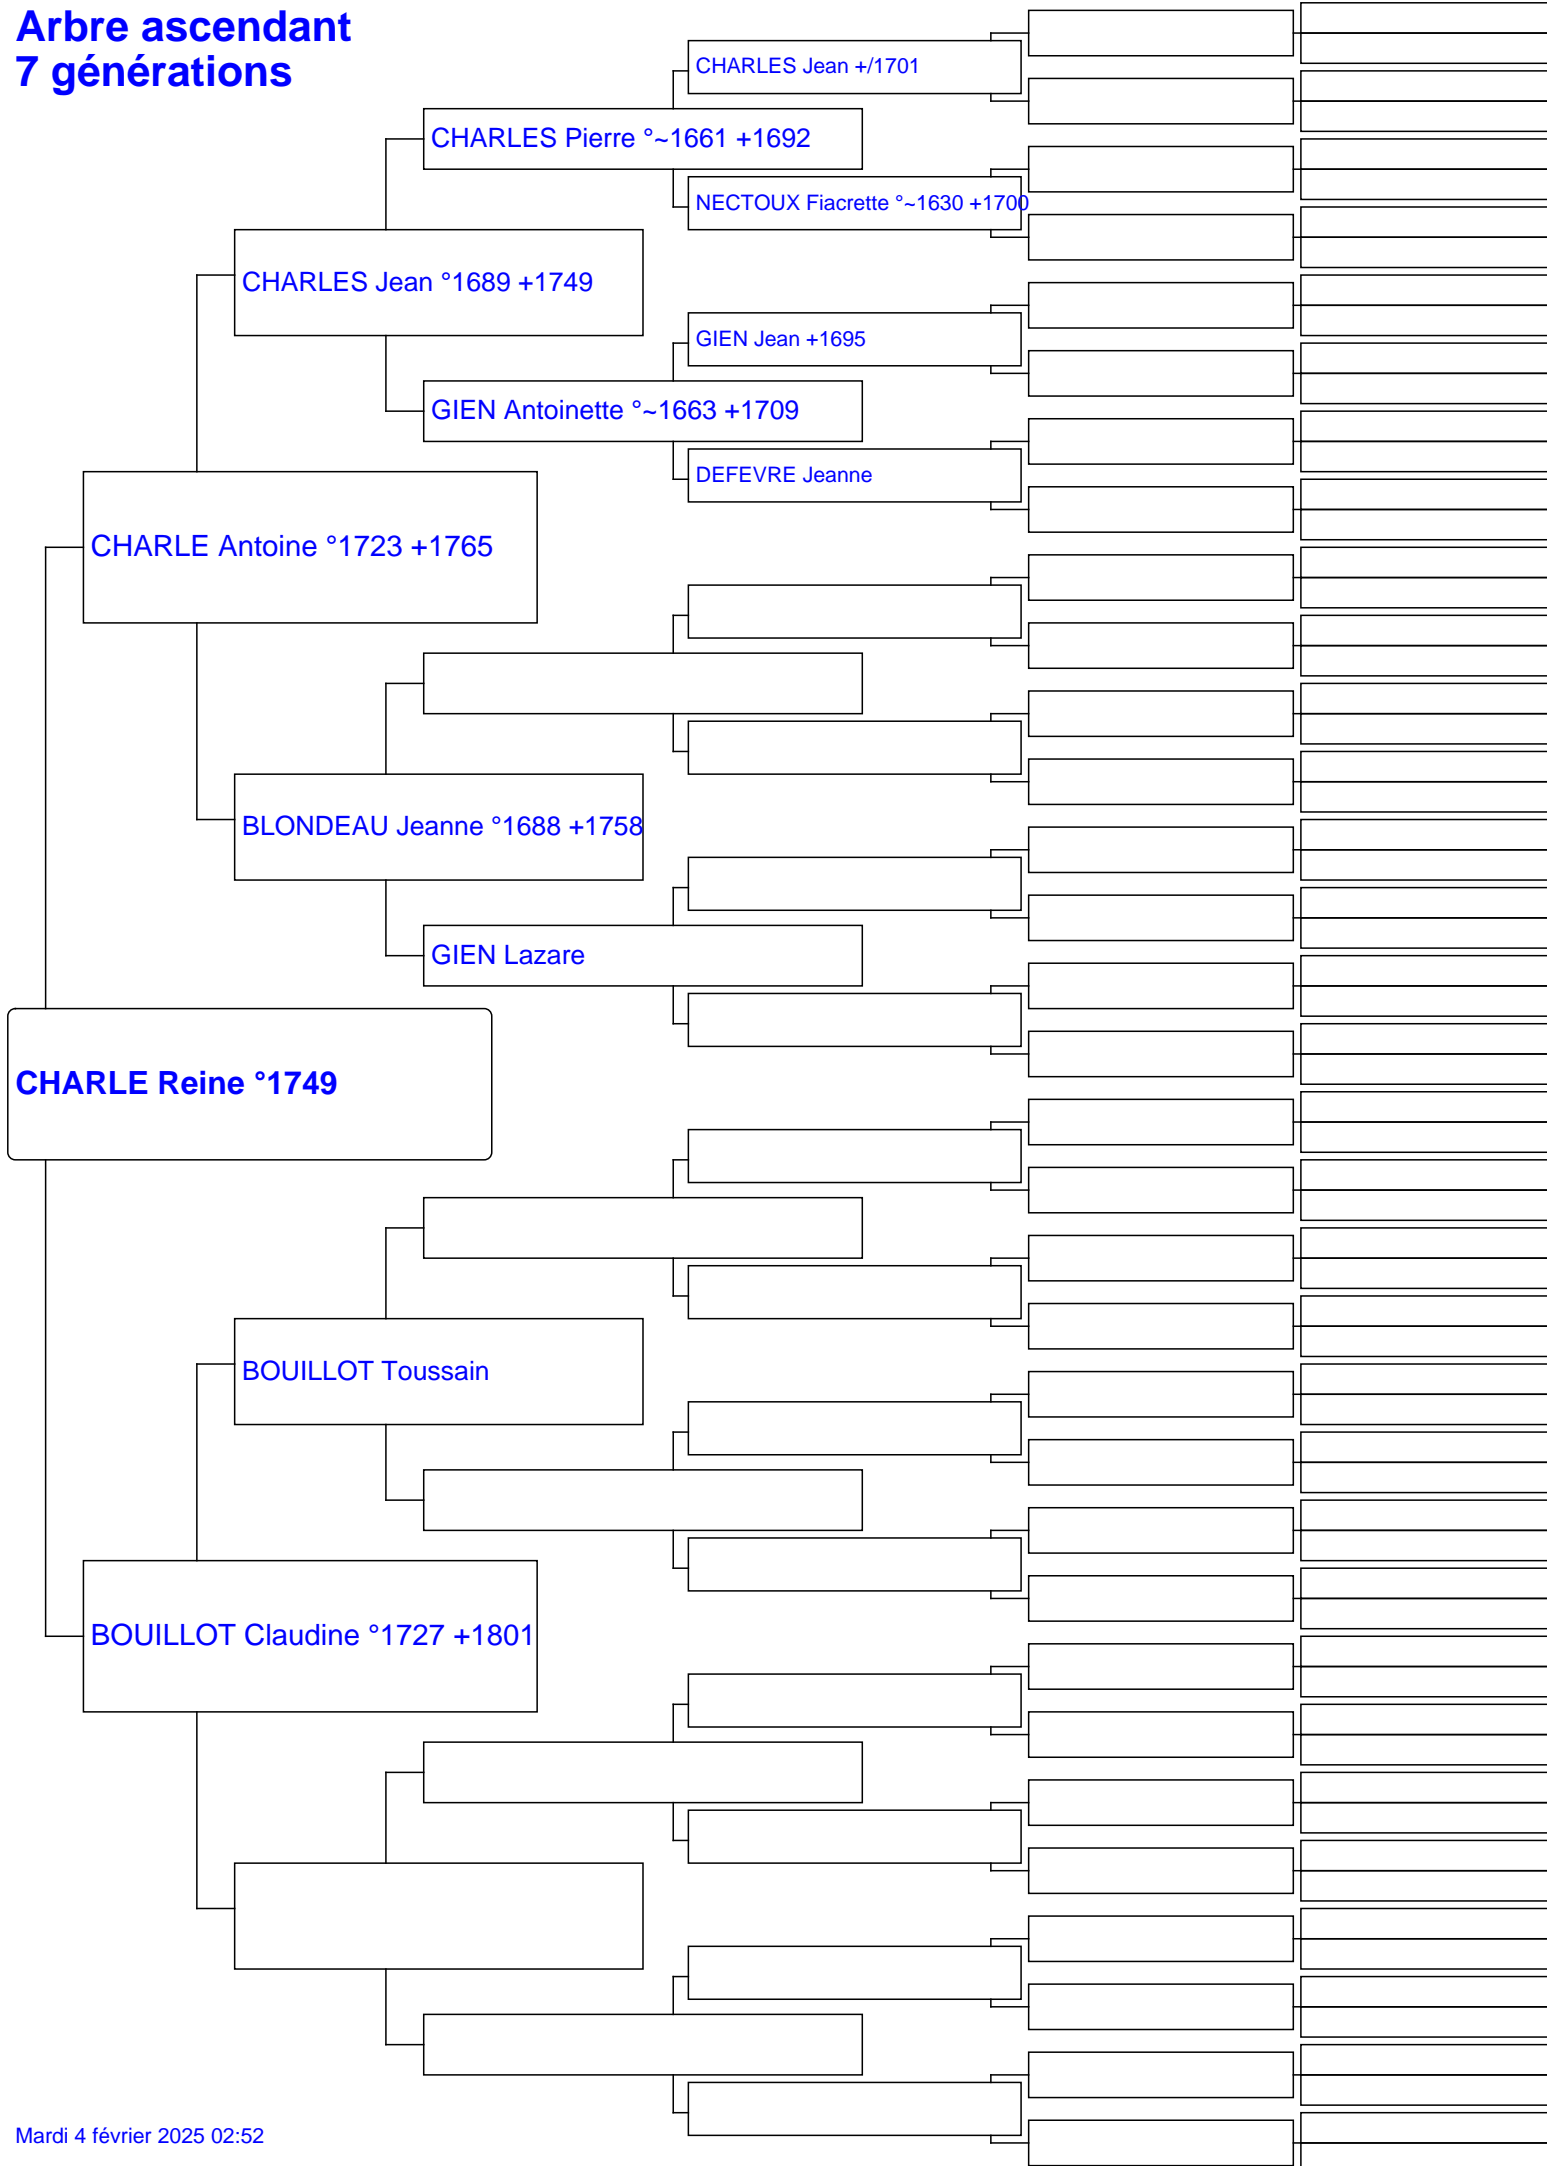 Arbre ascendant
7 générations
CHARLES Jean +/1701
CHARLES Pierre °~1661 +1692
NECTOUX Fiacrette °~1630 +1700
CHARLES Jean °1689 +1749
GIEN Jean +1695
GIEN Antoinette °~1663 +1709
DEFEVRE Jeanne
CHARLE Antoine °1723 +1765
BLONDEAU Jeanne °1688 +1758
GIEN Lazare
CHARLE Reine °1749
BOUILLOT Toussain
BOUILLOT Claudine °1727 +1801
Mardi 4 février 2025 02:52